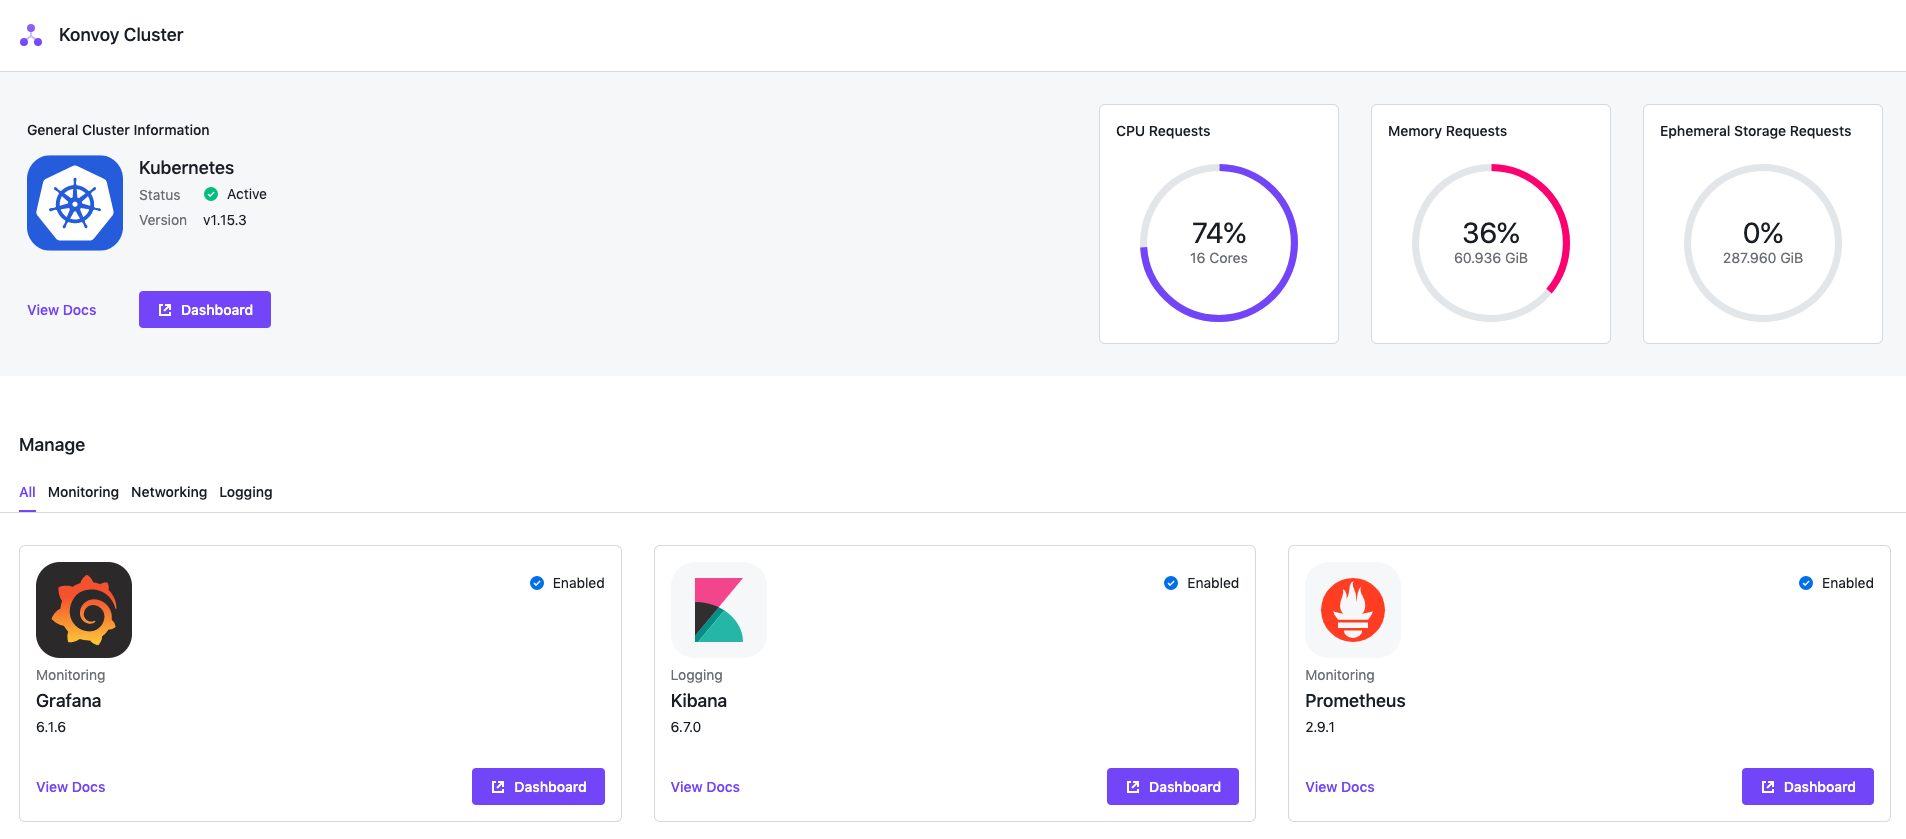 Konvoy Cluster
General Cluster Information
Kubernetes
Status Active
Version v1.15.3
View Docs
Dashboard
CPU Requests
74%
16 Cores
Memory Requests
36%
60.936 GiB
Ephemeral Storage Requests
0%
287.960 GiB
Manage
All Monitoring Networking Logging
Enabled
Monitoring
Grafana
6.1.6
View Docs
Dashboard
Enabled
Logging
Kibana
6.7.0
View Docs
Dashboard
Enabled
Monitoring
Prometheus
2.9.1
View Docs
Dashboard